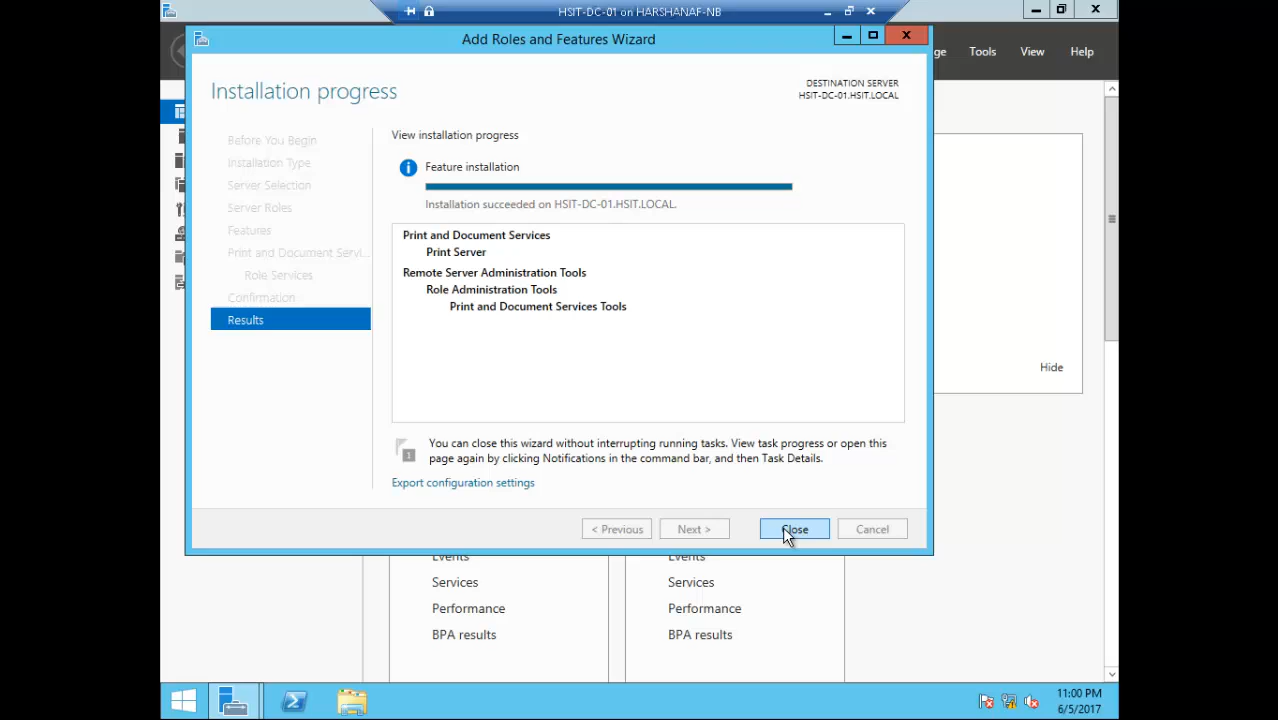 HSIT-DC-01 on HARSHANAF-NB
Add Roles and Features Wizard
ge Tools View Help
Installation progress
DESTINATION SERVER
HSIT-DC-01.HSIT.LOCAL
Before You Begin
Installation Type
Server Selection
Server Roles
Features
Print and Document Servi...
Role Services
Confirmation
Results
View installation progress
Feature installation
Installation succeeded on HSIT-DC-01.HSIT.LOCAL.
Print and Document Services
Print Server
Remote Server Administration Tools
Role Administration Tools
Print and Document Services Tools
Hide
1
You can close this wizard without interrupting running tasks. View task progress or open this
page again by clicking Notifications in the command bar, and then Task Details.
Export configuration settings
< Previous Next > Close Cancel
Events Events
Services Services
Performance Performance
BPA results BPA results
11:00 PM
6/5/2017